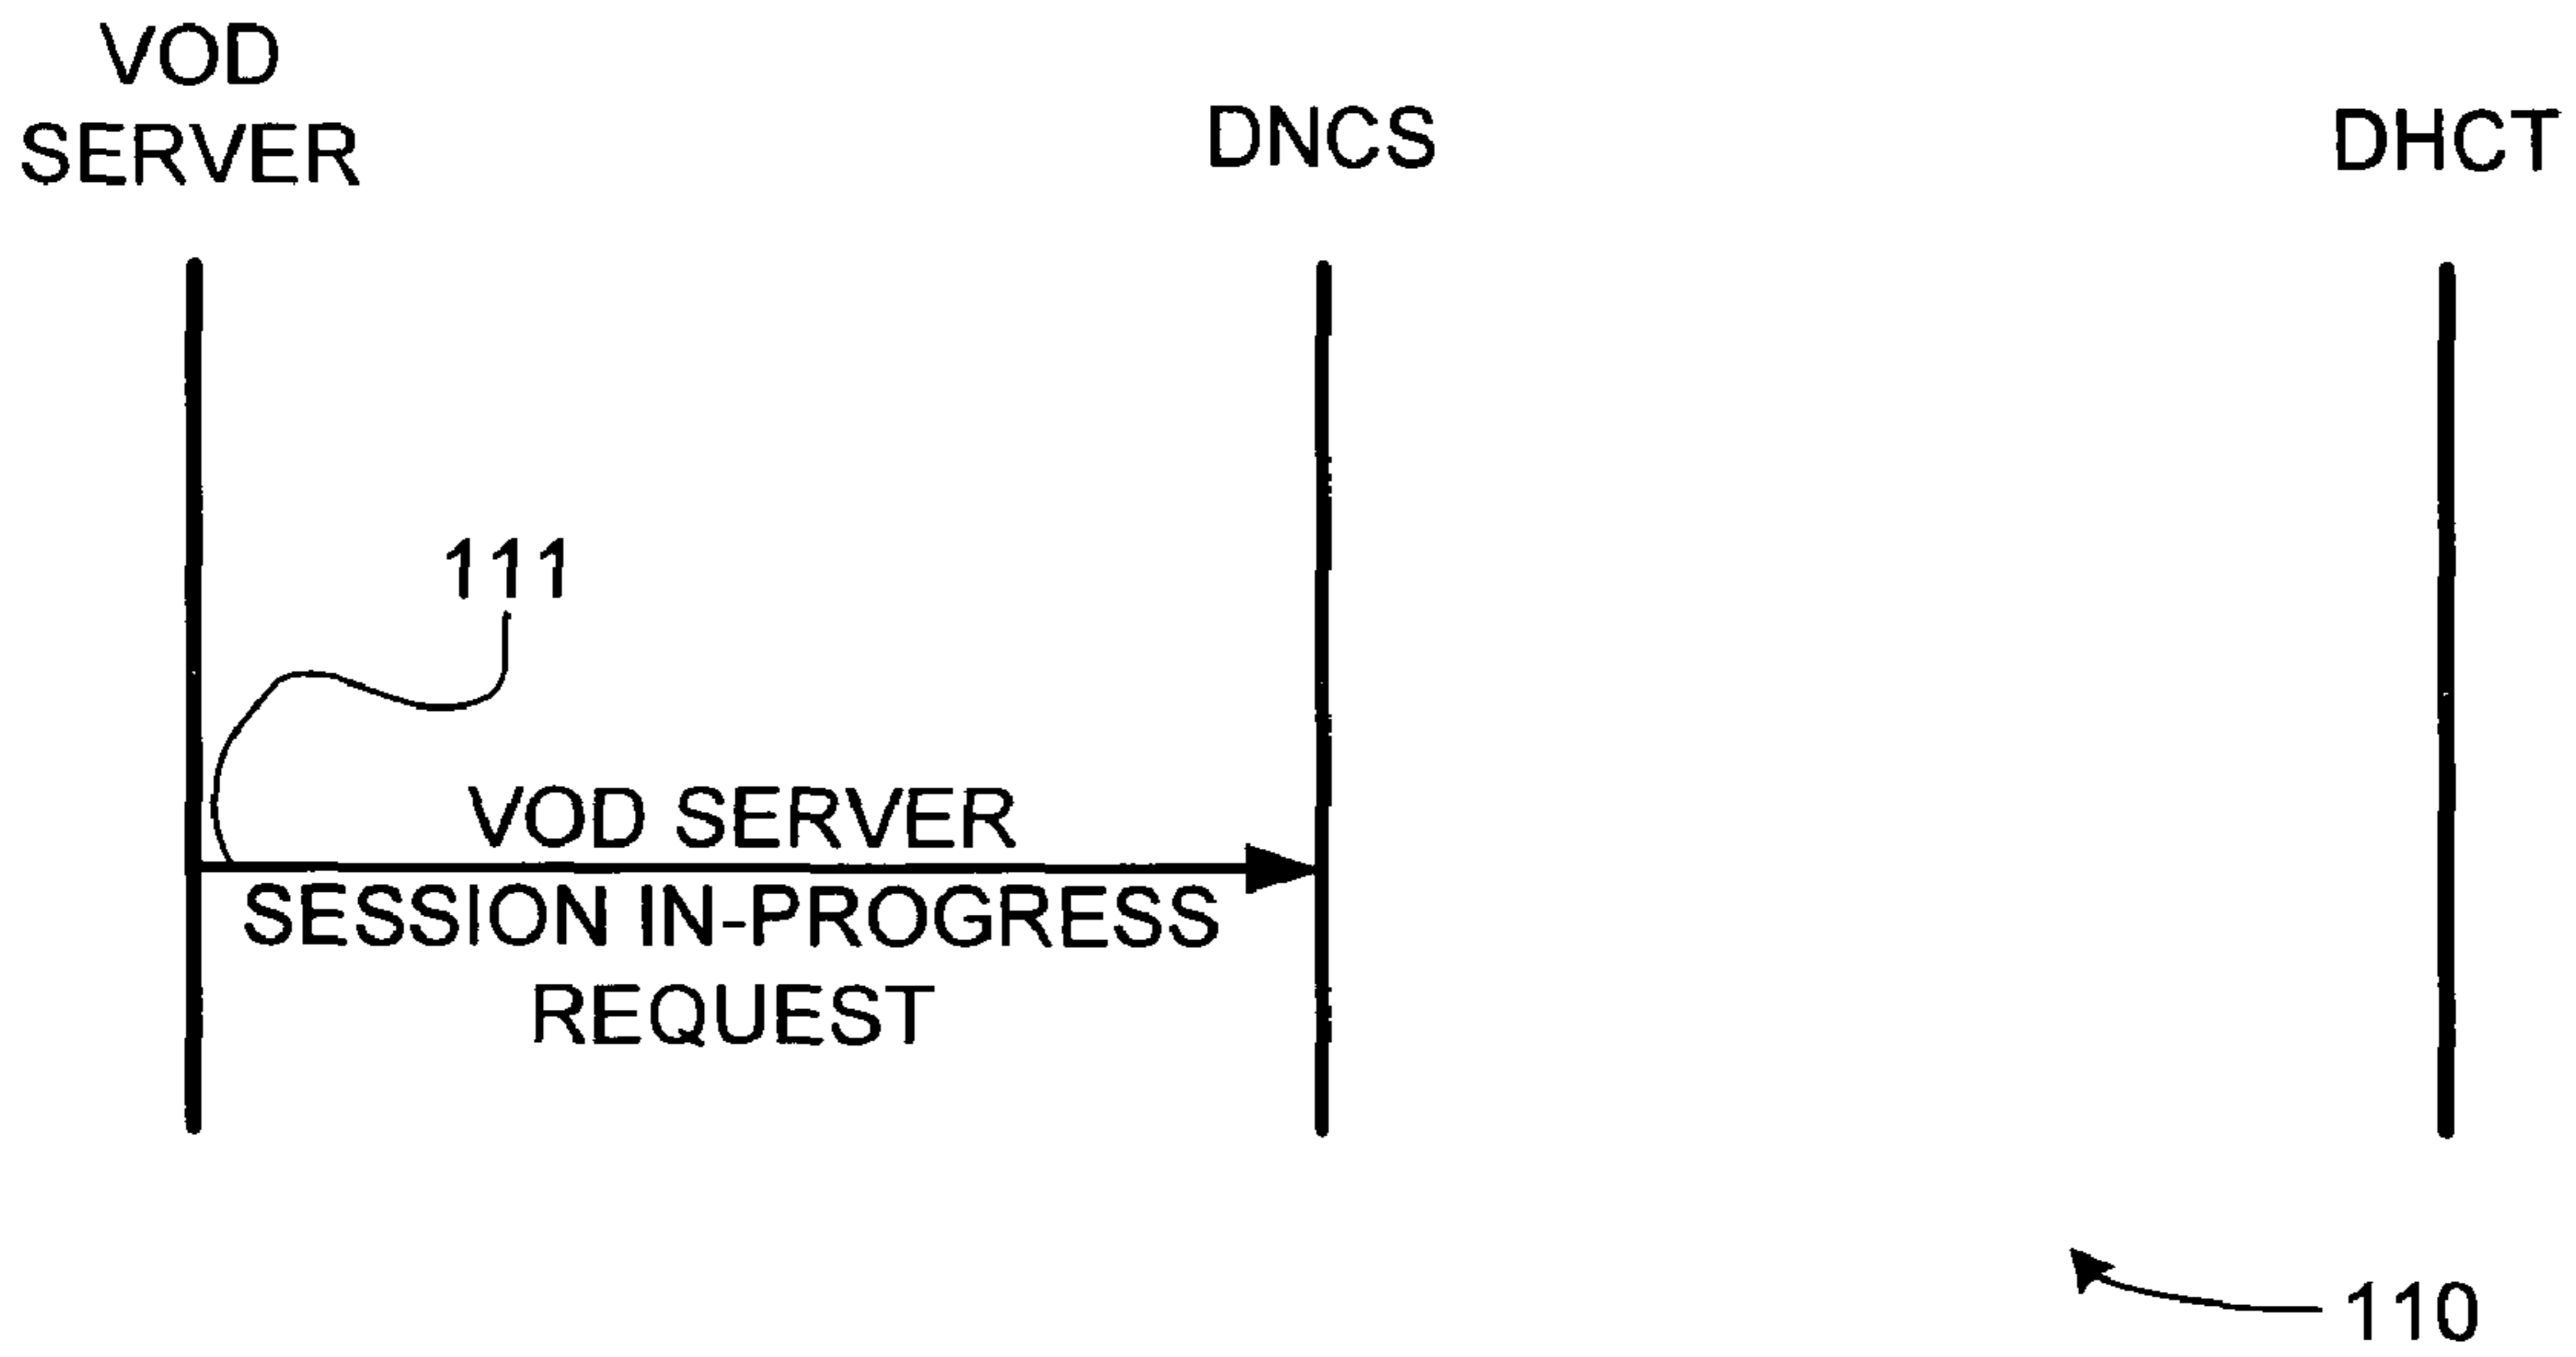 VOD
SERVER
DNCS
DHCT
111
VOD SERVER
SESSION IN-PROGRESS
REQUEST
110